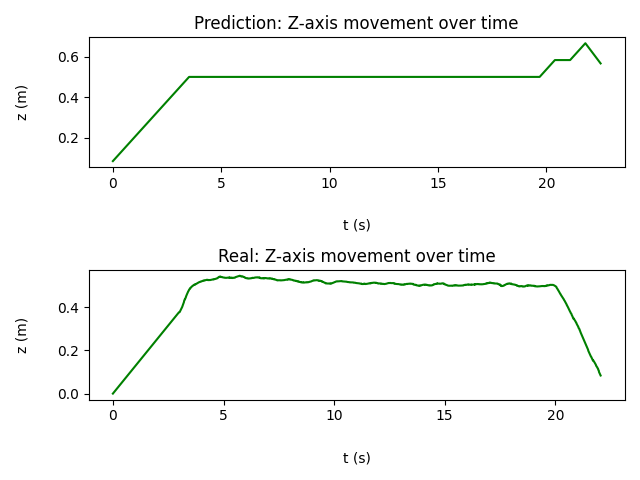 Prediction: Z-axis movement over time
0.6
0.4
0.2
z (m)
0 5 10 15 20
t (s)
Real: Z-axis movement over time
0.4
0.2
0.0
z (m)
0 5 10 15 20
t (s)